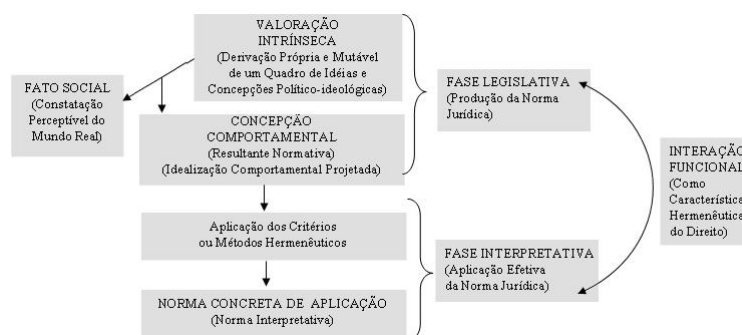 VALORAÇÃO
INTRÍNSECA
(Derivação Própria e Mutável
de um Quadro de Idéias e
Concepções Político-ideológicas)
FATO SOCIAL
(Constatação
Perceptível do
Mundo Real)
FASE LEGISLATIVA
(Produção da Norma
Jurídica)
CONCEPÇÃO
COMPORTAMENTAL
(Resultante Normativa)
(Idealização Comportamental Projetada)
INTERAÇÃO
FUNCIONAL
(Como
Característica
Hermenêutica
do Direito)
Aplicação dos Critérios
ou Métodos Hermenêuticos
FASE INTERPRETATIVA
(Aplicação Efetiva
da Norma Jurídica)
NORMA CONCRETA DE APLICAÇÃO
(Norma Interpretativa)